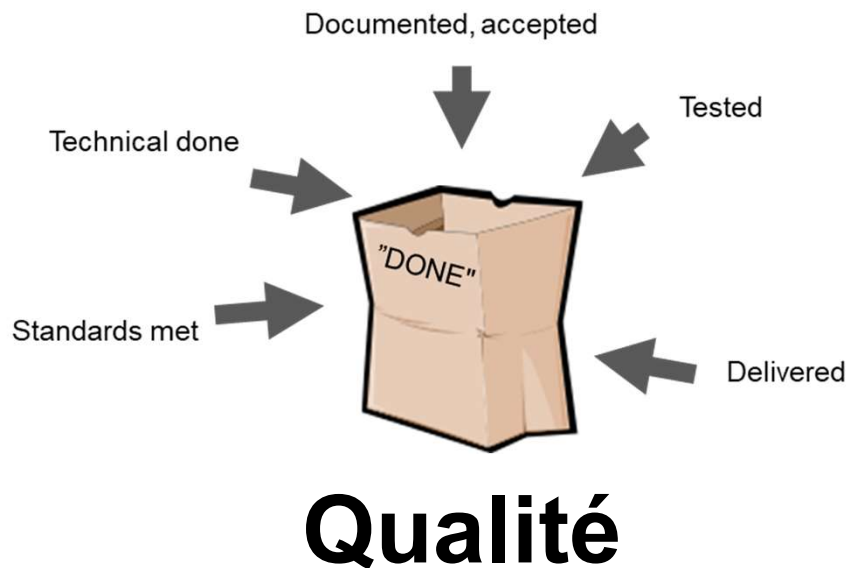 Documented, accepted
Tested
Technical done
”DONE"
Standards met
Delivered
Qualité